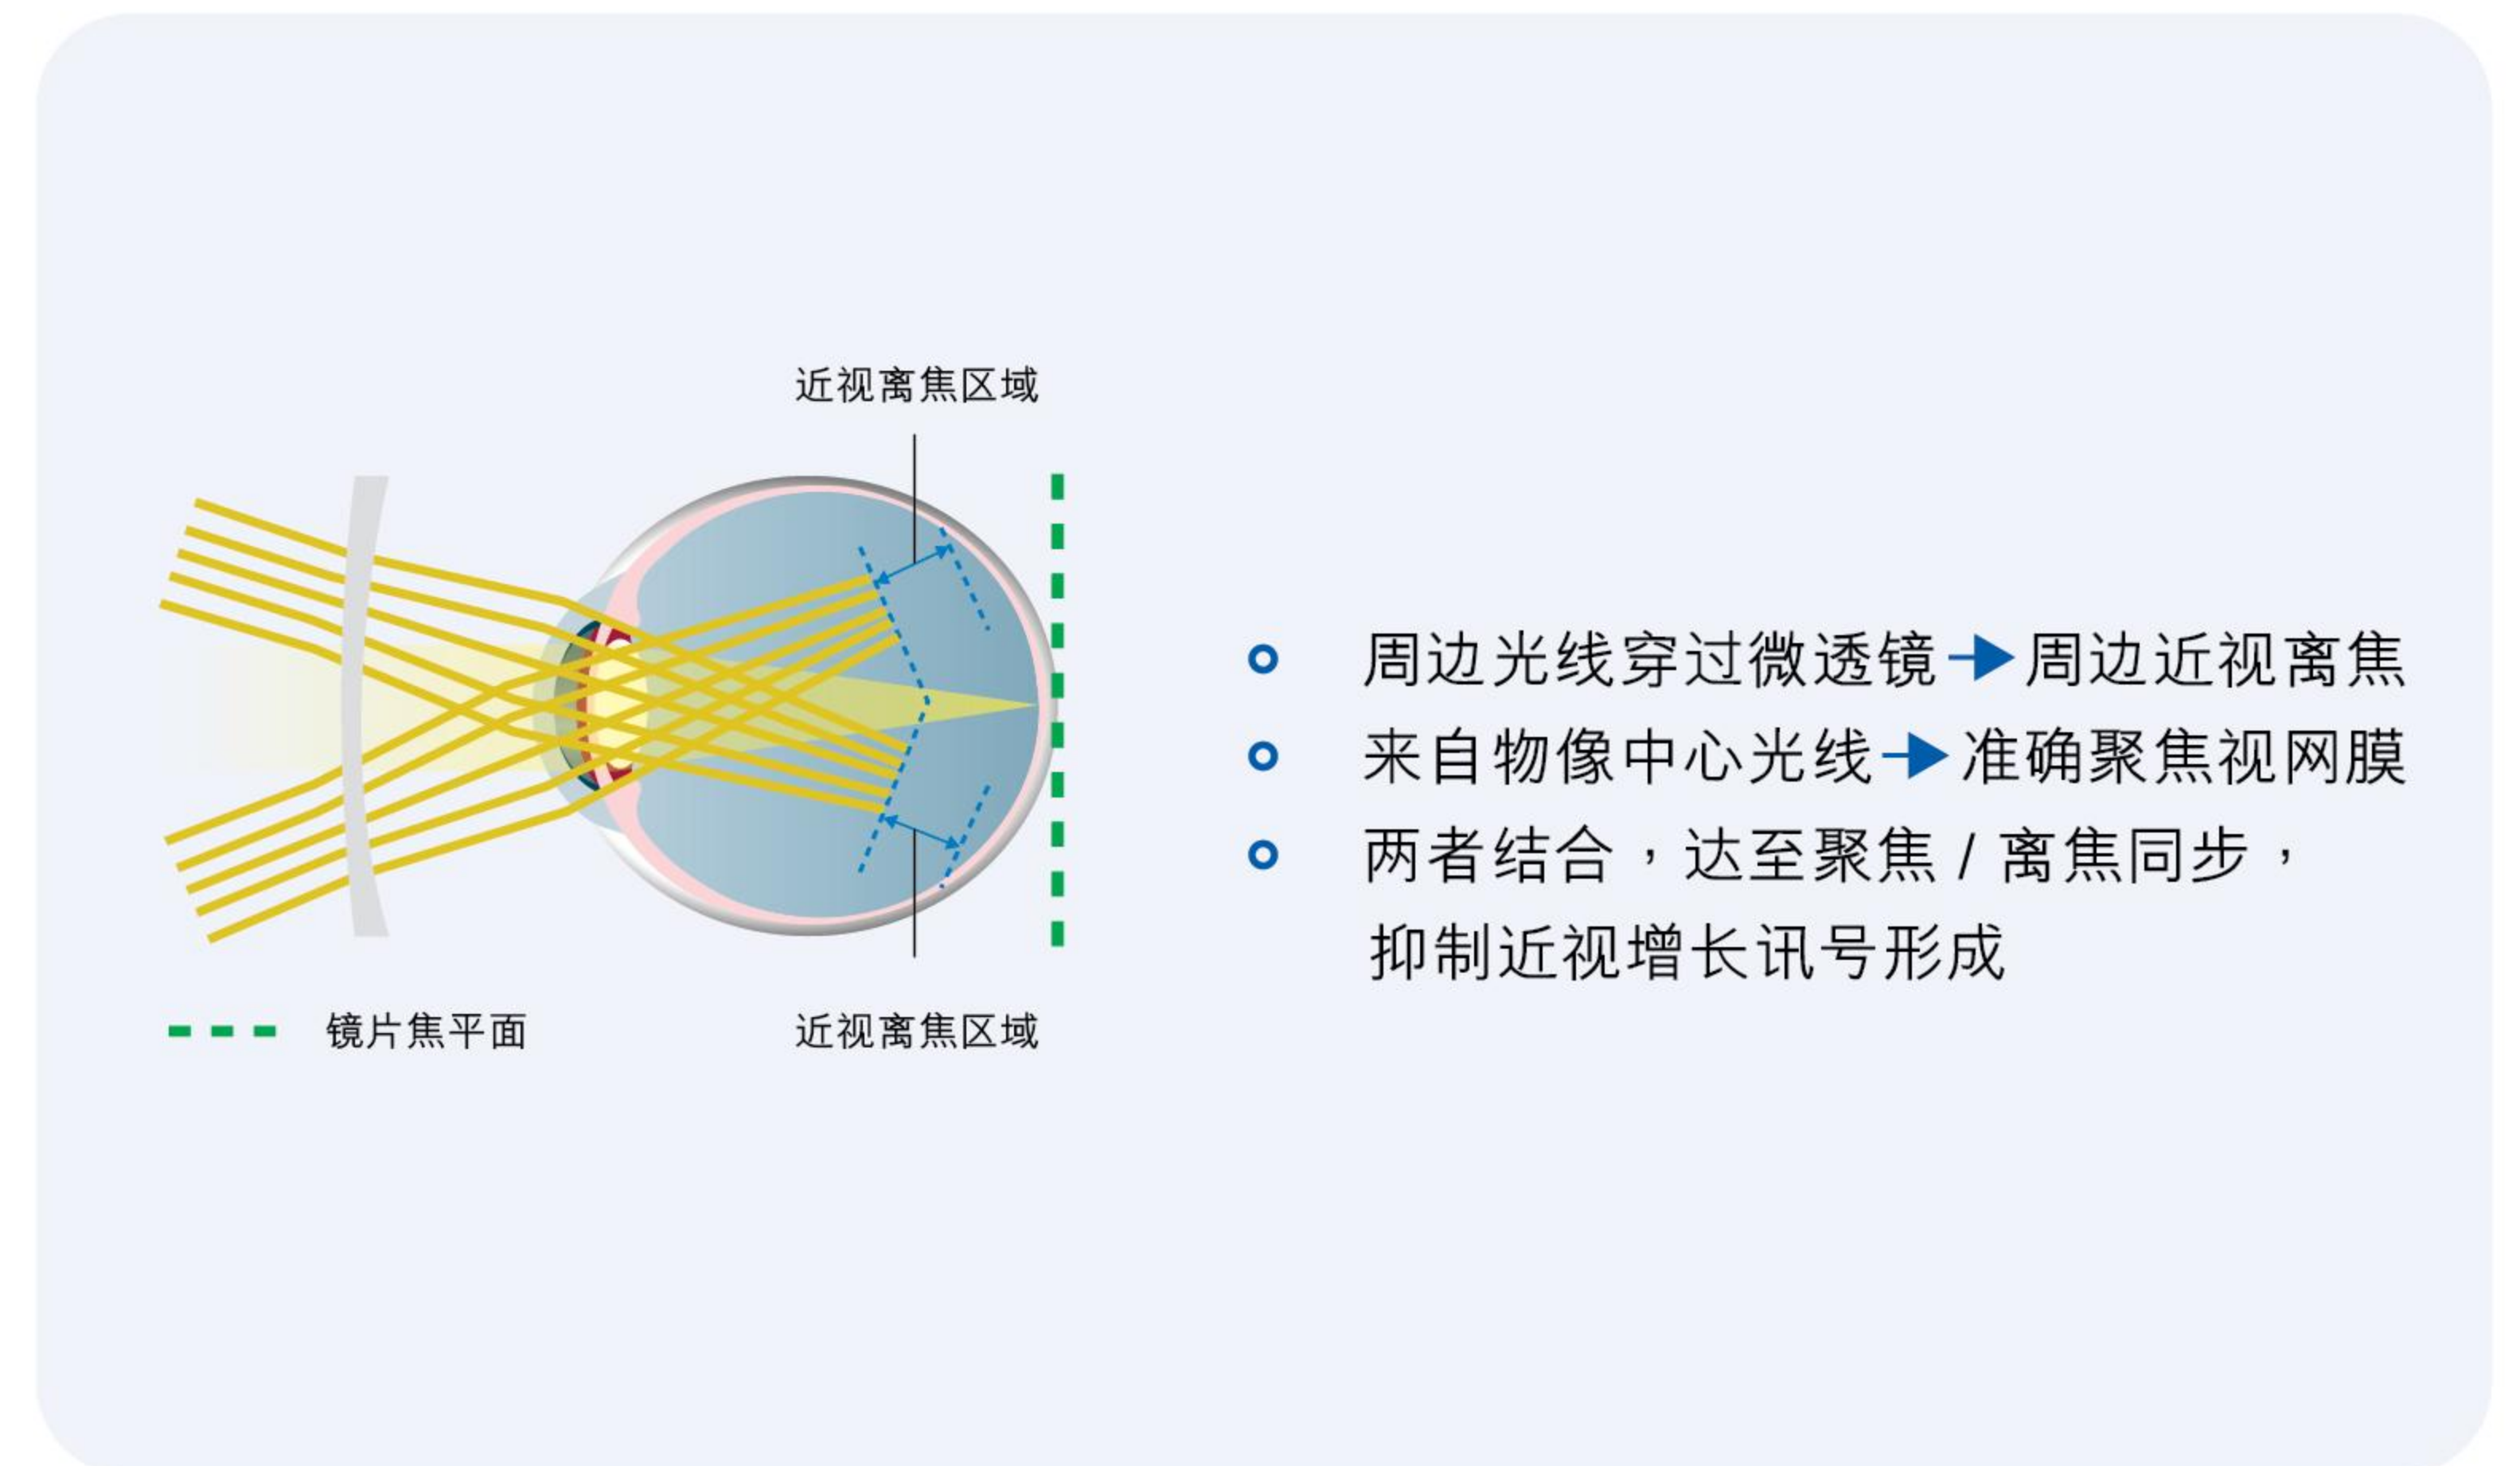 近视离焦区域
镜片焦平面
近视离焦区域
周边光线穿过微透镜→周边近视离焦
来自物像中心光线→准确聚焦视网膜
两者结合，达至聚焦 / 离焦同步，
抑制近视增长讯号形成